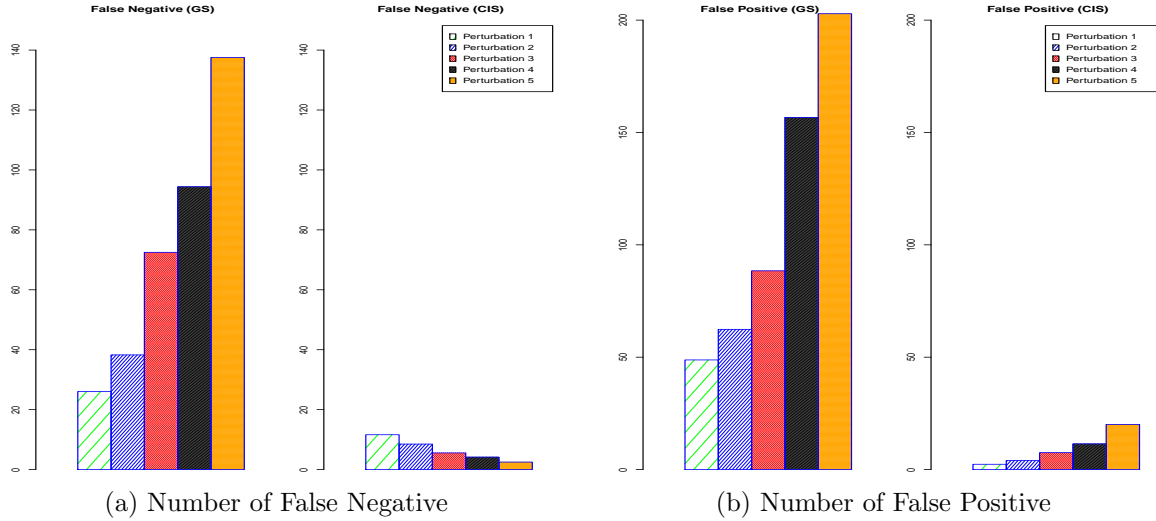 False Negative (GS)
False Negative (CIS)
False Positive (GS)
False Positive (CIS)
0
20
40
60
80
100
120
140
0
20
40
60
80
100
120
140
Perturbation 1
Perturbation 2
Perturbation 3
Perturbation 4
Perturbation 5
0
50
100
150
200
0
50
100
150
200
Perturbation 1
Perturbation 2
Perturbation 3
Perturbation 4
Perturbation 5
(a) Number of False Negative
(b) Number of False Positive